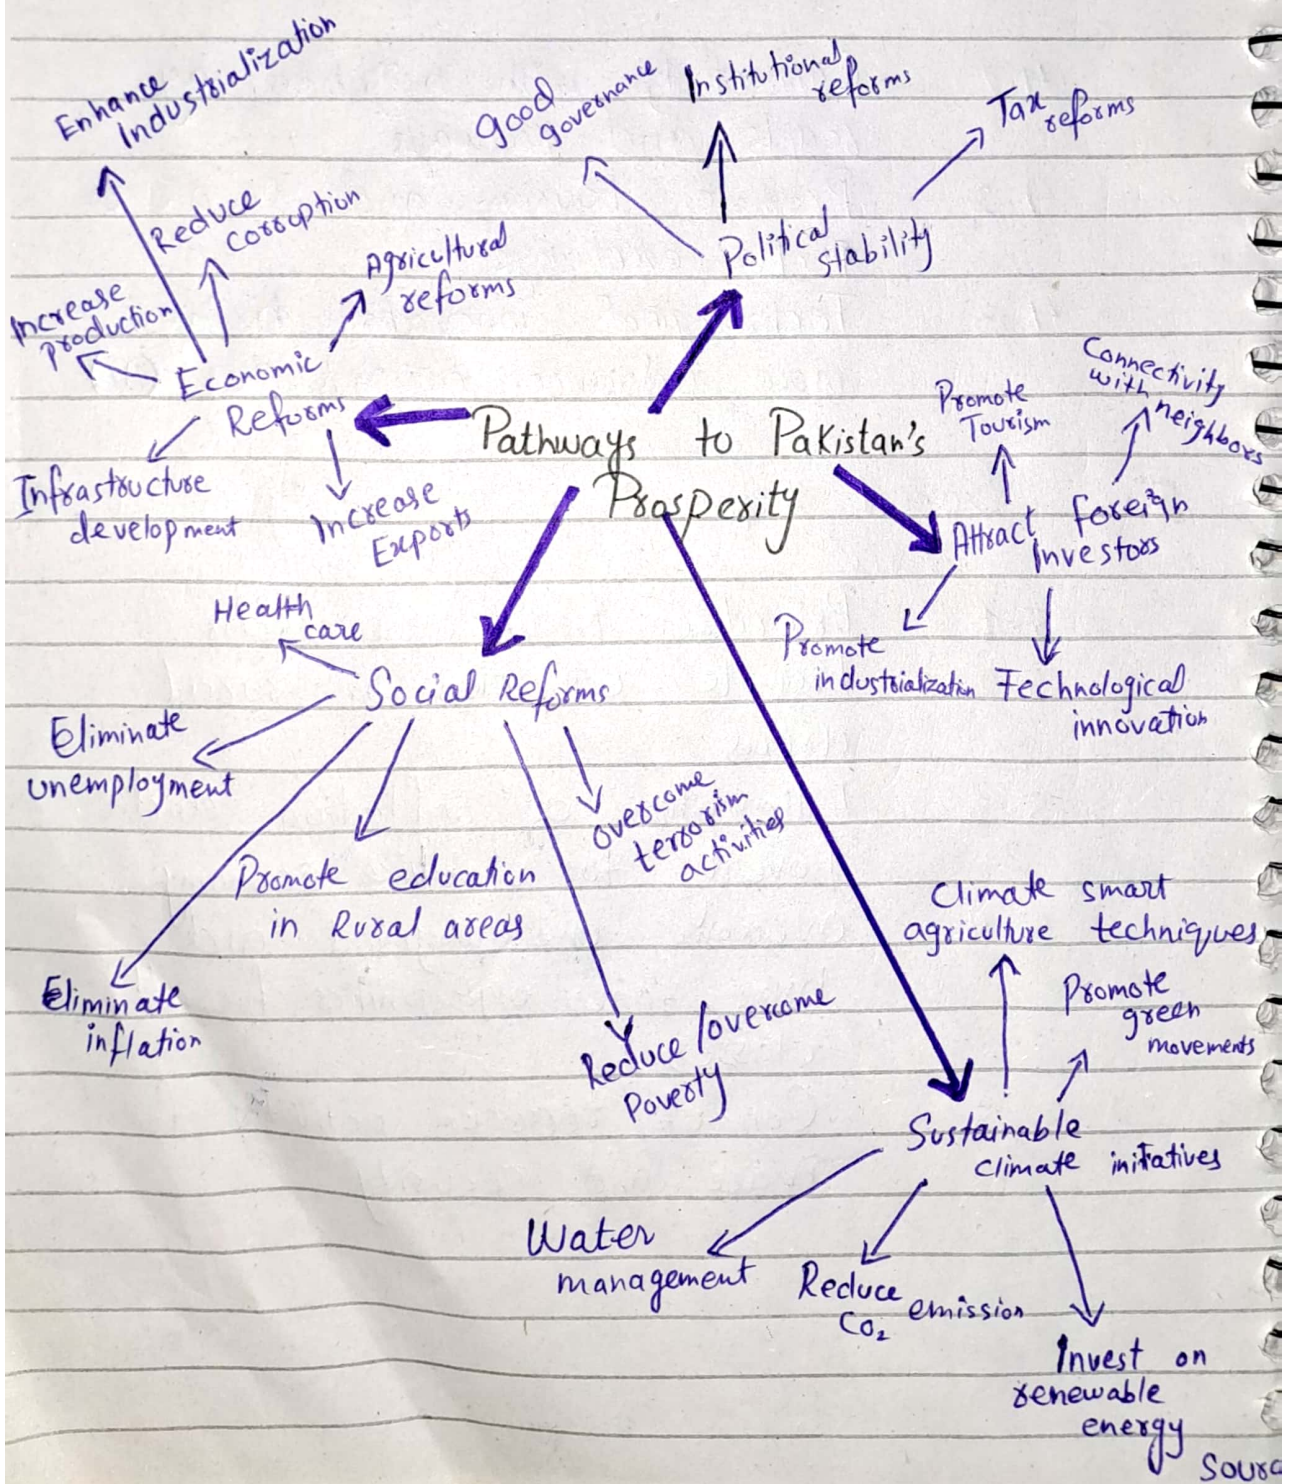 Enhance
Industrialization
Reduce
Corruption
Agricultural
reforms
Increase
production
Economic
Reforms
Infrastructure
development
Increase
Exports
Good
governance
Institutional
reforms
Tax
reforms
Political
stability
Pathways to Pakistan's
Prosperity
Promote
Tourism
Connectivity
with
neighbors
Attract foreign
Investors
Promote
industrialization
Technological
innovation
Health
care
Social Reforms
Eliminate
unemployment
Promote education
in Rural areas
overcome
terrorism
activities
Eliminate
inflation
Reduce/overcome
Poverty
Climate smart
agriculture techniques
Promote
green
movements
Sustainable
climate initiatives
Water
management
Reduce
CO₂ emission
Invest on
renewable
energy